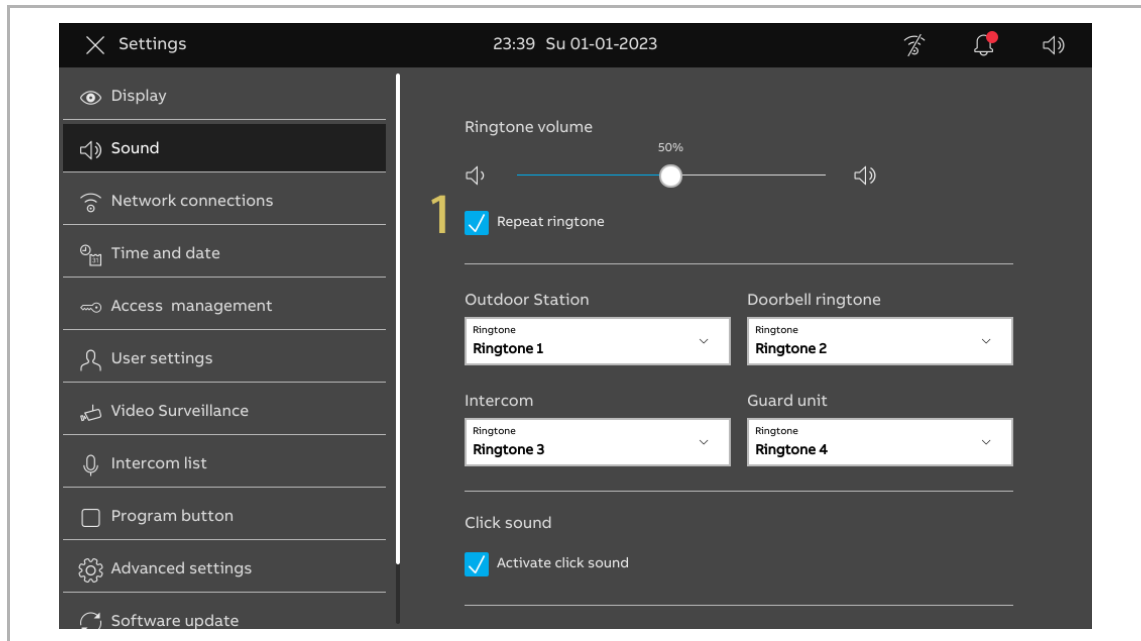 Settings
23:39 Su 01-01-2023
Display
Sound
Network connections
Time and date
Access management
User settings
Video Surveillance
Intercom list
Program button
Advanced settings
Software update
Ringtone volume
50%
1
Repeat ringtone
Outdoor Station
Ringtone
Ringtone 1
Doorbell ringtone
Ringtone
Ringtone 2
Intercom
Ringtone
Ringtone 3
Guard unit
Ringtone
Ringtone 4
Click sound
Activate click sound